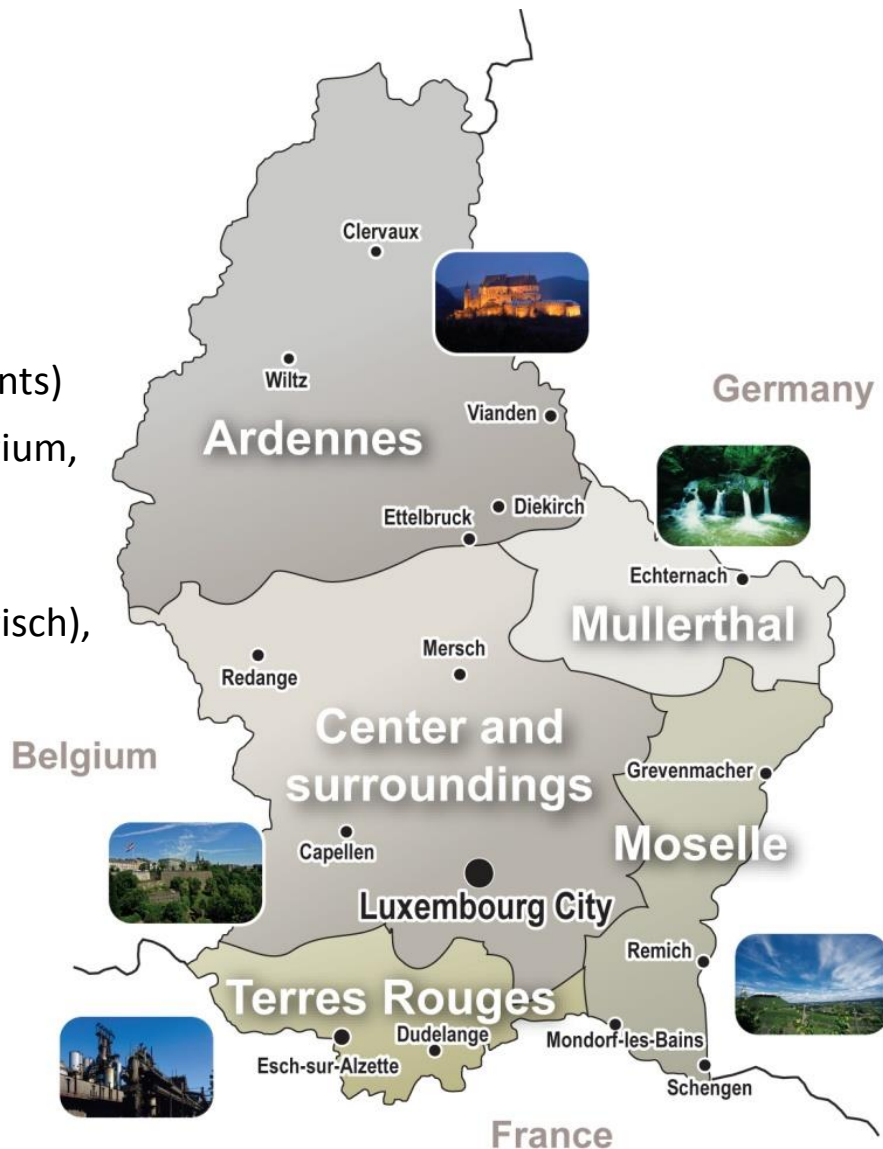 Clervaux
ents)
Wiltz
Germany
Vianden
Ardennes
ium,
Diekirch
Ettelbruck
Echternach
isch),
Mullerthal
Mersch
Redange
Center and
surroundings
Belgium
Grevenmacher
Capellen
Moselle
Luxembourg City
Remich
Terres Rouges
Dudelange
Mondorf-les-Bains
Esch-sur-Alzette
Schengen
France